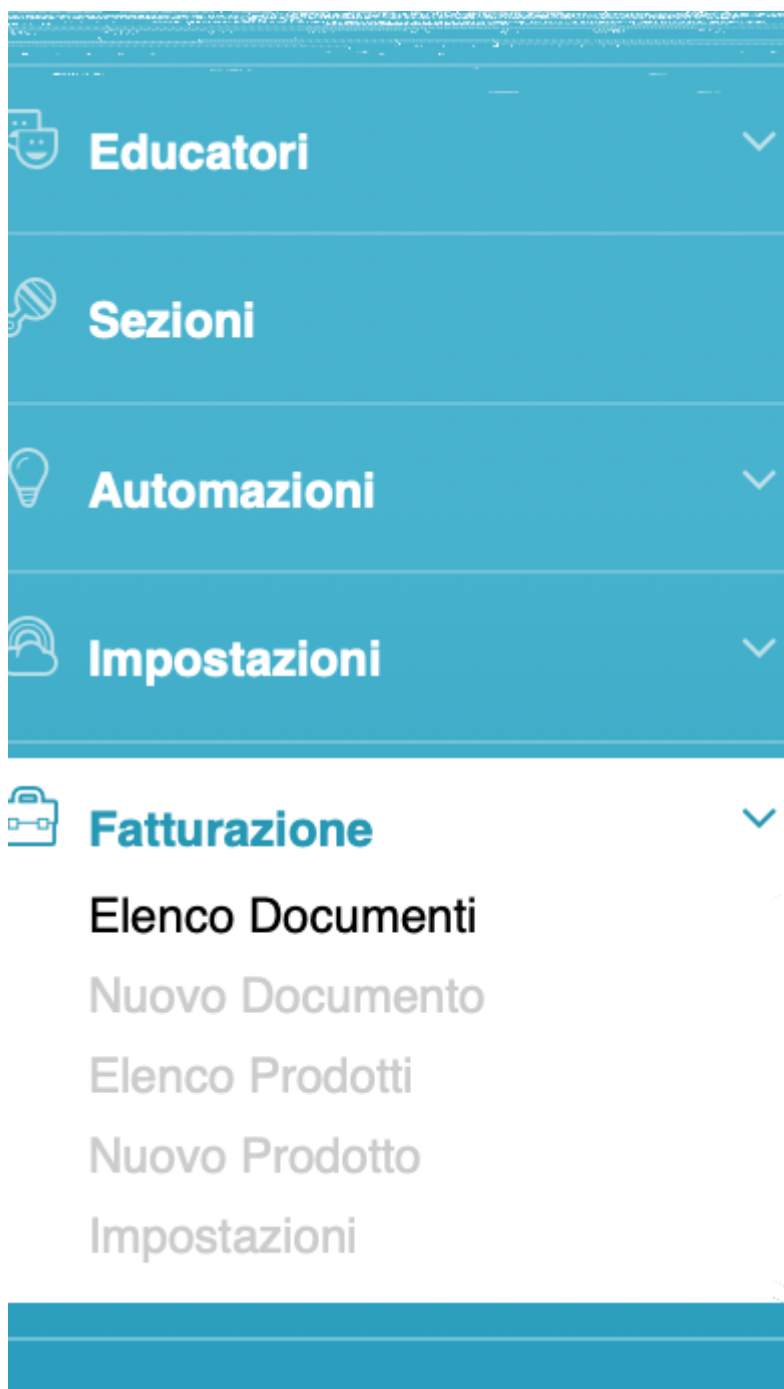 Educatori
Sezioni
Automazioni
Impostazioni
Fatturazione
Elenco Documenti
Nuovo Documento
Elenco Prodotti
Nuovo Prodotto
Impostazioni